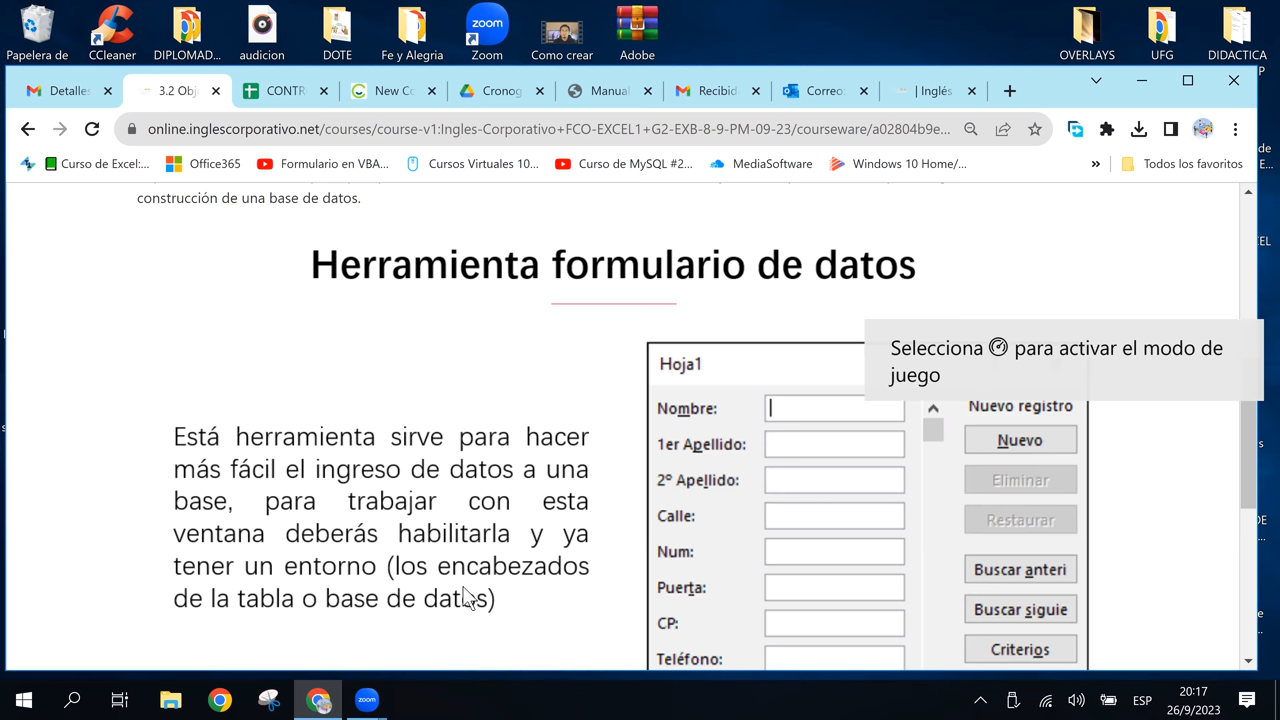 Papelera de
CCleaner
DIPLOMAD...
audicion
DOTE
Fe y Alegria
Zoom
Como crear
Adobe
OVERLAYS
UFG
DIDACTICA
zoom
Detalles
3.2 Obj
CONTR
New Co
Cronog
Manua
Recibid
Correo
| Inglés
online.inglescorporativo.net/courses/course-v1:Ingles-Corporativo+FCO-EXCEL1+G2-EXB-8-9-PM-09-23/courseware/a02804b9e...
Curso de Excel:...
Office365
Formulario en VBA...
Cursos Virtuales 10...
Curso de MySQL #2...
MediaSoftware
Windows 10 Home/...
»
Todos los favoritos
construcción de una base de datos.
Herramienta formulario de datos
Selecciona para activar el modo de
juego
Está herramienta sirve para hacer
más fácil el ingreso de datos a una
base, para trabajar con esta
ventana deberás habilitarla y ya
tener un entorno (los encabezados
de la tabla o base de datos)
Hoja1
Nombre:
1er Apellido:
2º Apellido:
Calle:
Num:
Puerta:
CP:
Teléfono:
Nuevo registro
Nuevo
Eliminar
Restaurar
Buscar anteri
Buscar siguie
Criterios
zoom
ESP
20:17
26/9/2023